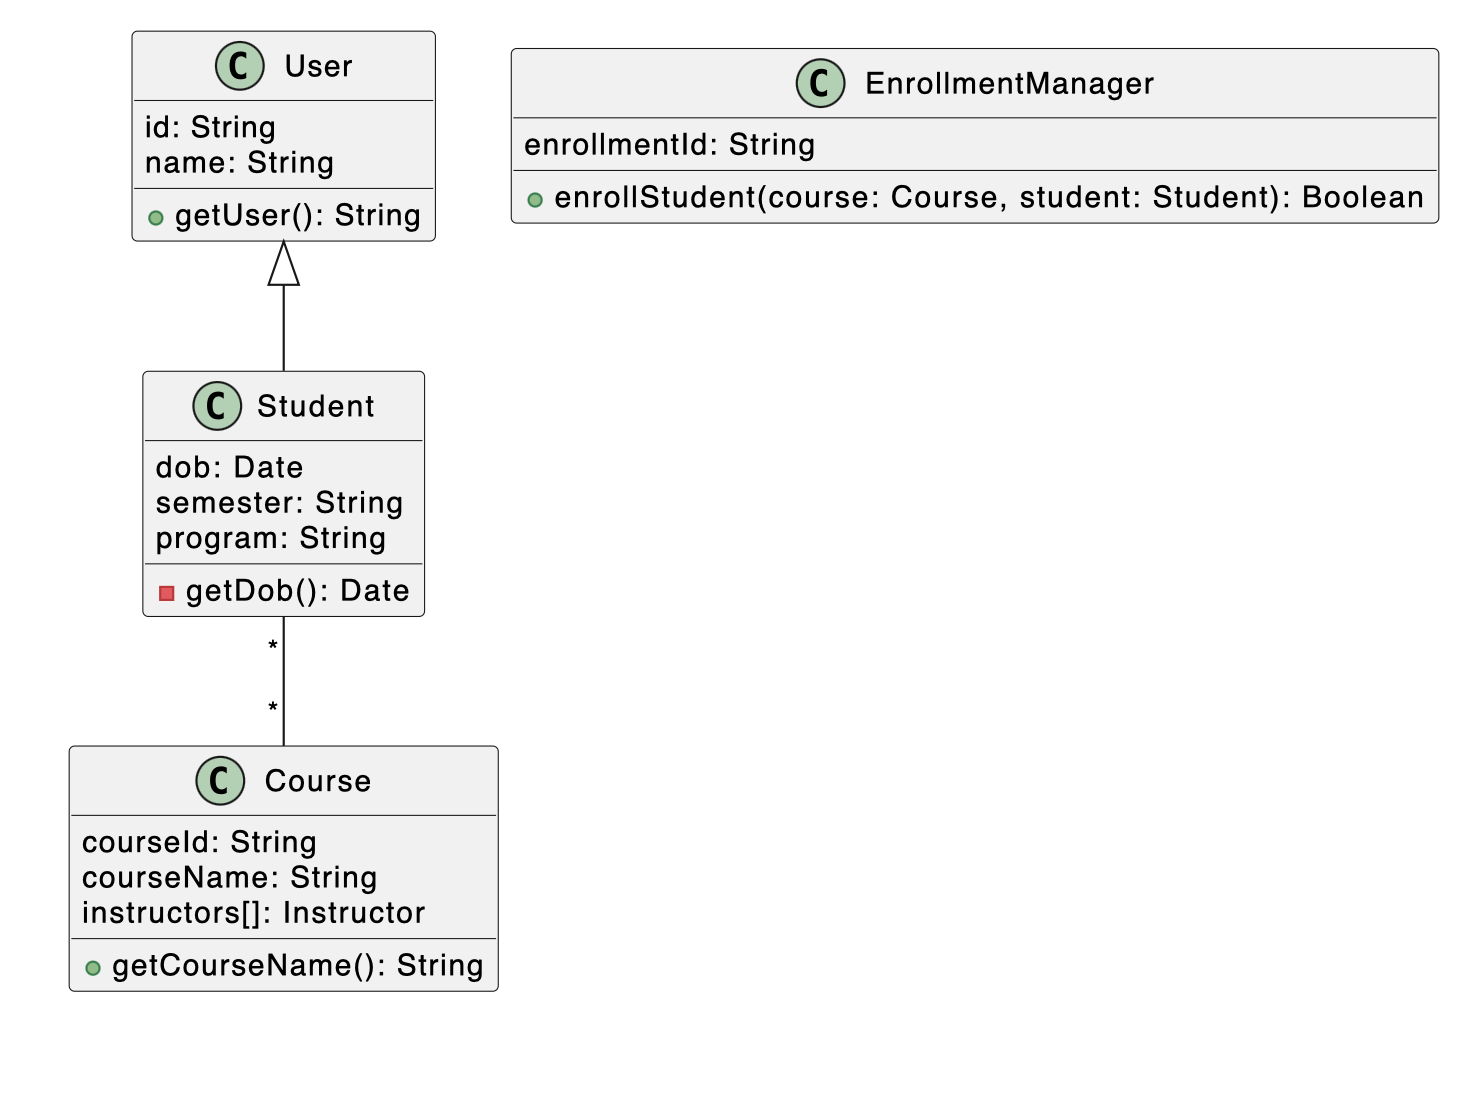 C User
id: String
name: String
getUser(): String
C EnrollmentManager
enrollmentId: String
enrollStudent(course: Course, student: Student): Boolean
C Student
dob: Date
semester: String
program: String
getDob(): Date
*
*
C Course
courseId: String
courseName: String
instructors[]: Instructor
getCourseName(): String